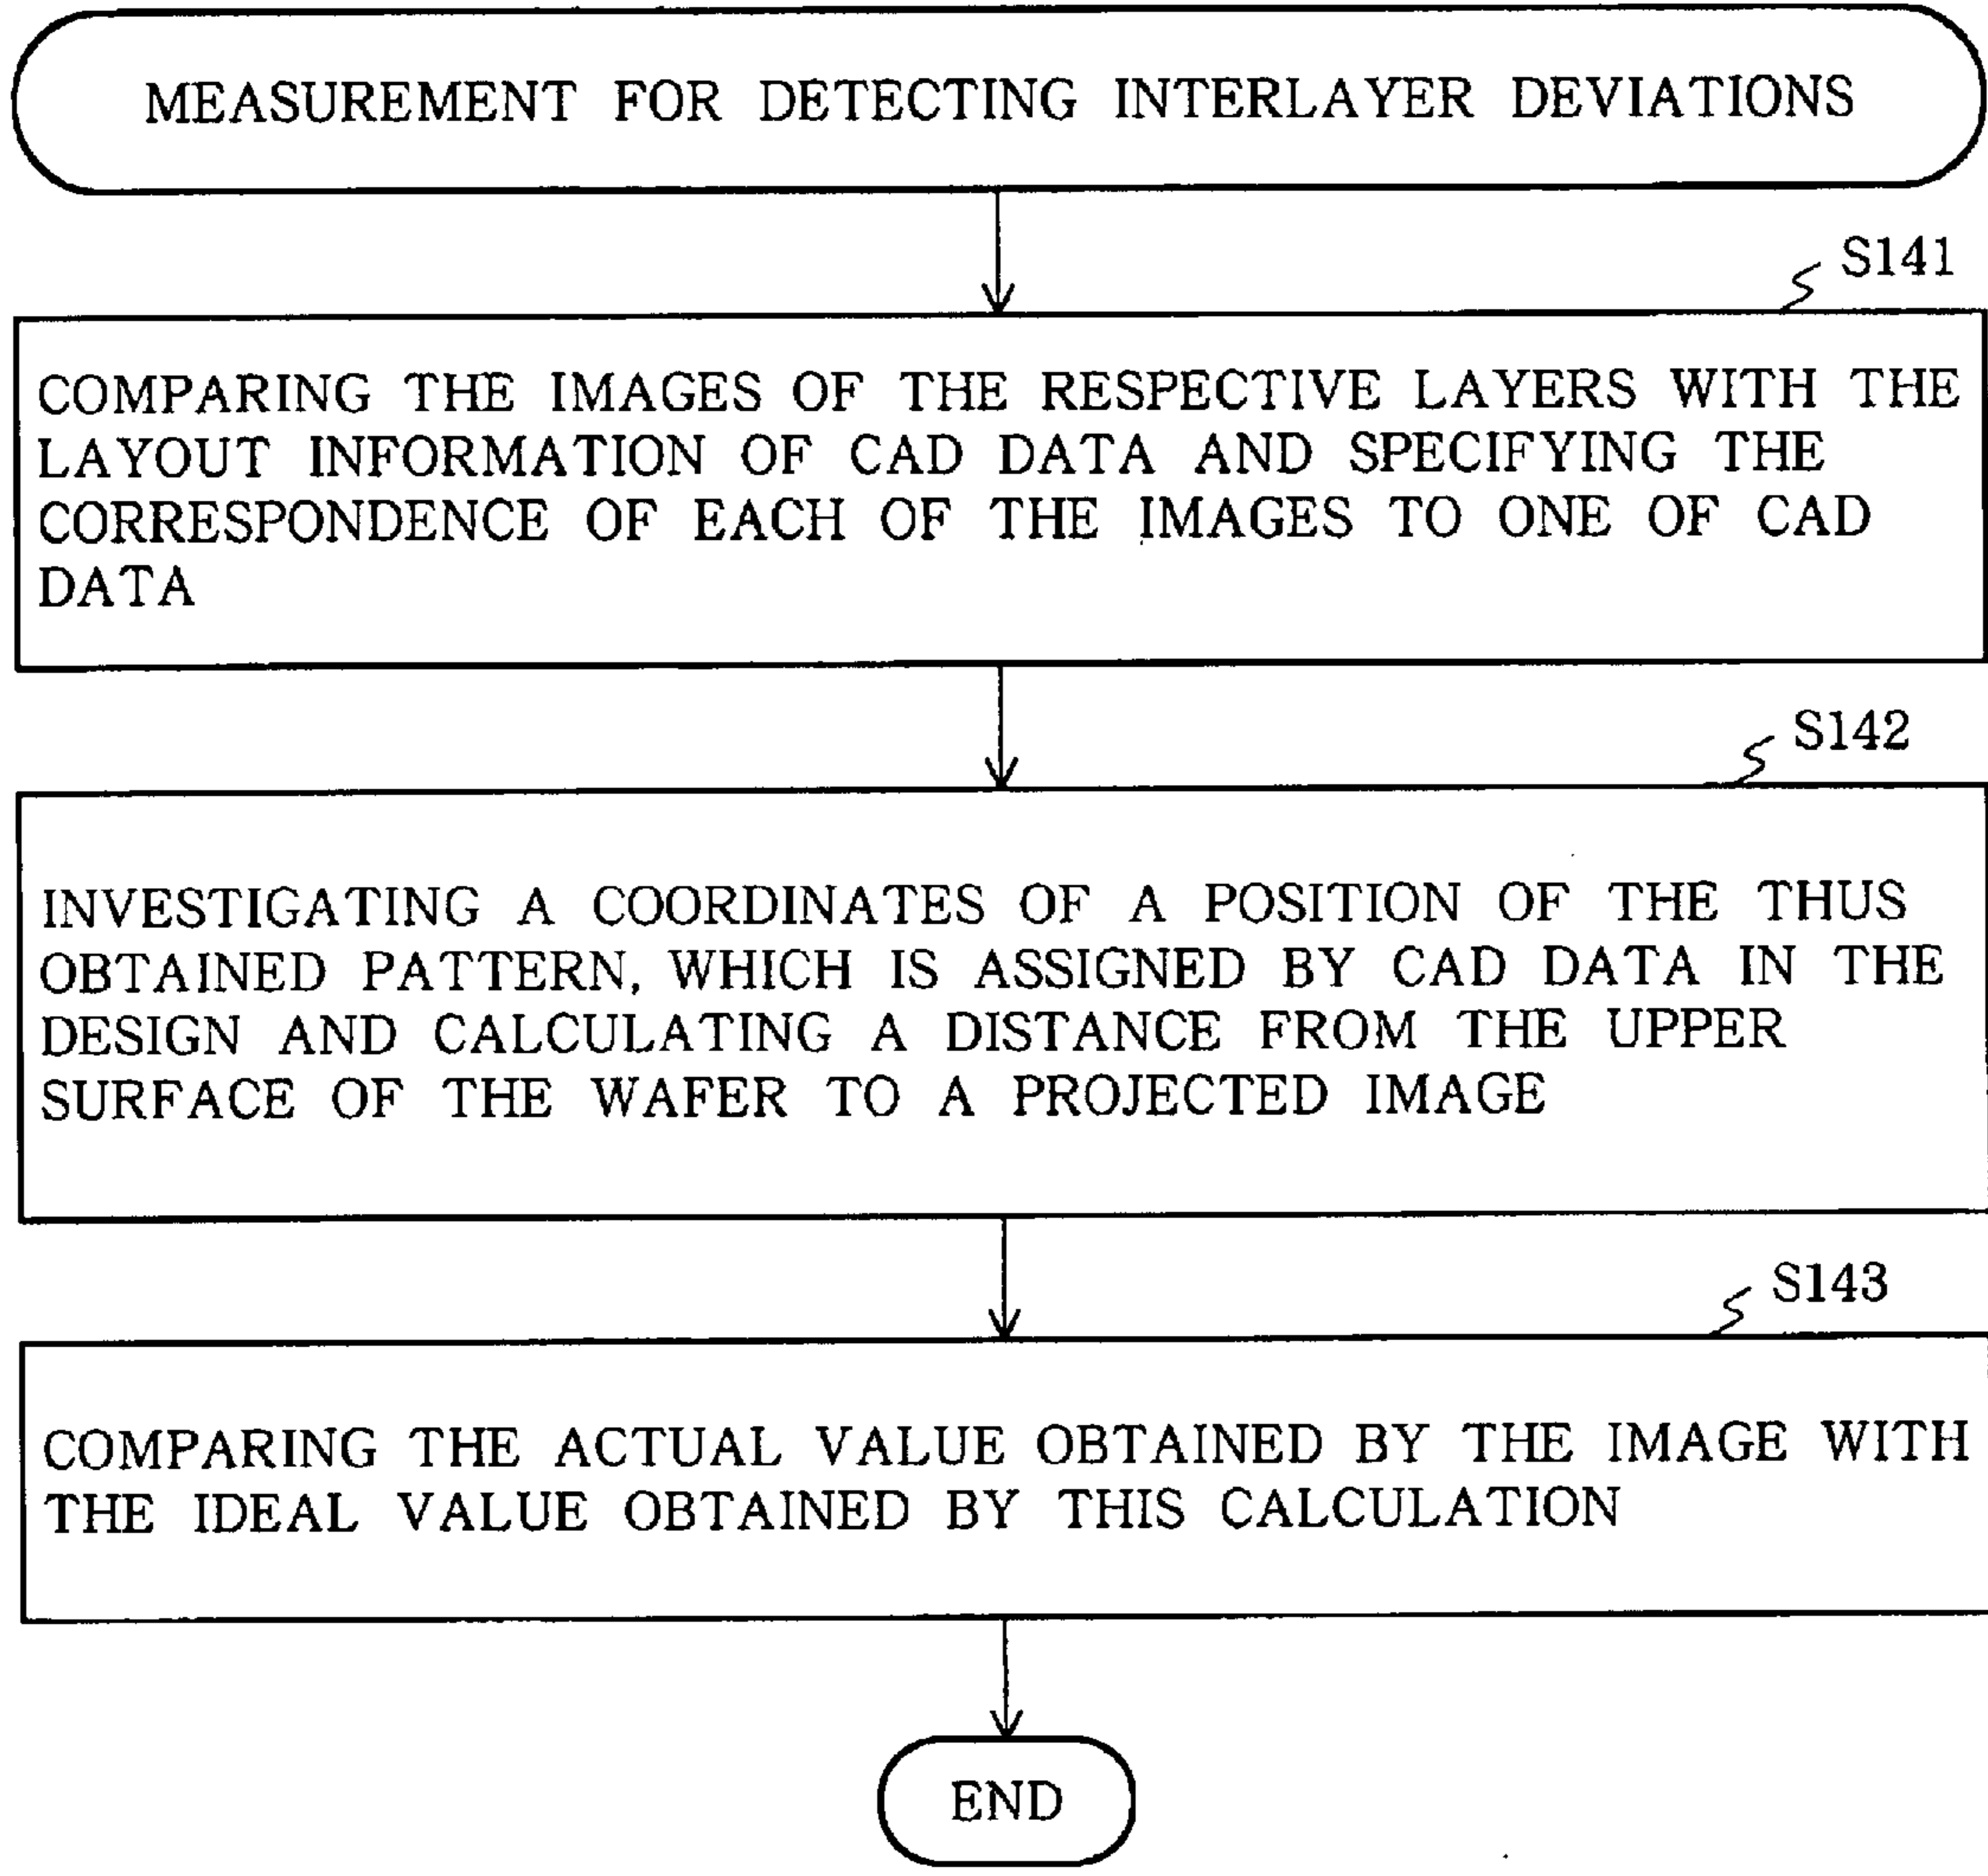 MEASUREMENT FOR DETECTING INTERLAYER DEVIATIONS
S141
COMPARING THE IMAGES OF THE RESPECTIVE LAYERS WITH THE
LAYOUT INFORMATION OF CAD DATA AND SPECIFYING THE
CORRESPONDENCE OF EACH OF THE IMAGES TO ONE OF CAD
DATA
S142
INVESTIGATING A COORDINATES OF A POSITION OF THE THUS
OBTAINED PATTERN, WHICH IS ASSIGNED BY CAD DATA IN THE
DESIGN AND CALCULATING A DISTANCE FROM THE UPPER
SURFACE OF THE WAFER TO A PROJECTED IMAGE
S143
COMPARING THE ACTUAL VALUE OBTAINED BY THE IMAGE WITH
THE IDEAL VALUE OBTAINED BY THIS CALCULATION
END